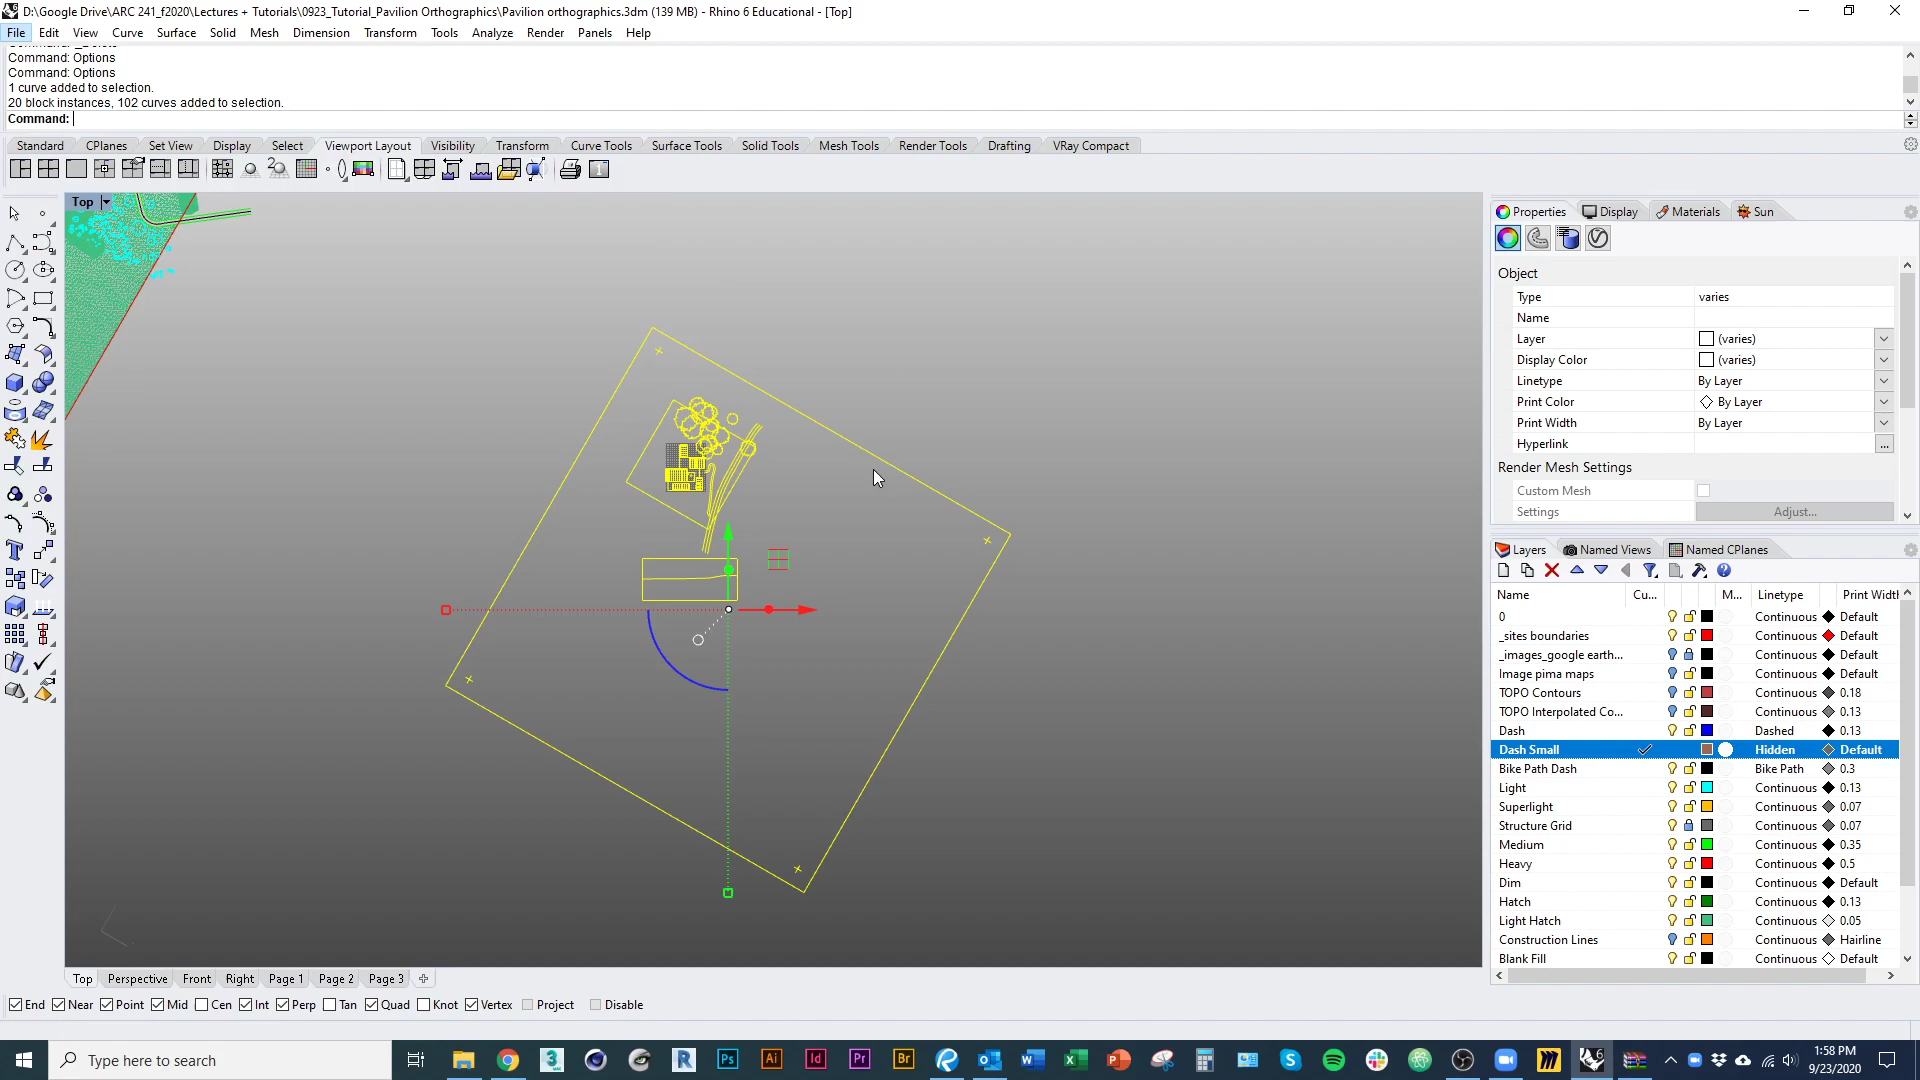 D:\Google Drive\ARC 241_f2020\Lectures + Tutorials\0923_Tutorial_Pavilion Orthographics\Pavilion orthographics.3dm (139 MB) - Rhino 6 Educational - [Top]
File Edit View Curve Surface Solid Mesh Dimension Transform Tools Analyze Render Panels Help
Command: Options
Command: Options
1 curve added to selection.
20 block instances, 102 curves added to selection.
Command:
Standard CPlanes Set View Display Select Viewport Layout Visibility Transform Curve Tools Surface Tools Solid Tools Mesh Tools Render Tools Drafting VRay Compact
Top
Properties Display Materials Sun
Object
Type varies
Name
Layer (varies)
Display Color (varies)
Linetype By Layer
Print Color By Layer
Print Width By Layer
Hyperlink ...
Render Mesh Settings
Custom Mesh
Settings Adjust...
Layers Named Views Named CPlanes
Name Cu... M... Linetype Print Widt
0 Continuous Default
_sites boundaries Continuous Default
_images_google earth... Continuous Default
Image pima maps Continuous Default
TOPO Contours Continuous 0.18
TOPO Interpolated Co... Continuous 0.13
Dash Dashed 0.13
Dash Small Hidden Default
Bike Path Dash Bike Path 0.3
Light Continuous 0.13
Superlight Continuous 0.07
Structure Grid Continuous 0.07
Medium Continuous 0.35
Heavy Continuous 0.5
Dim Continuous Default
Hatch Continuous 0.13
Light Hatch Continuous 0.05
Construction Lines Continuous Hairline
Blank Fill Continuous Default
Top Perspective Front Right Page 1 Page 2 Page 3
End Near Point Mid Cen Int Perp Tan Quad Knot Vertex Project Disable
Type here to search
1:58 PM
9/23/2020